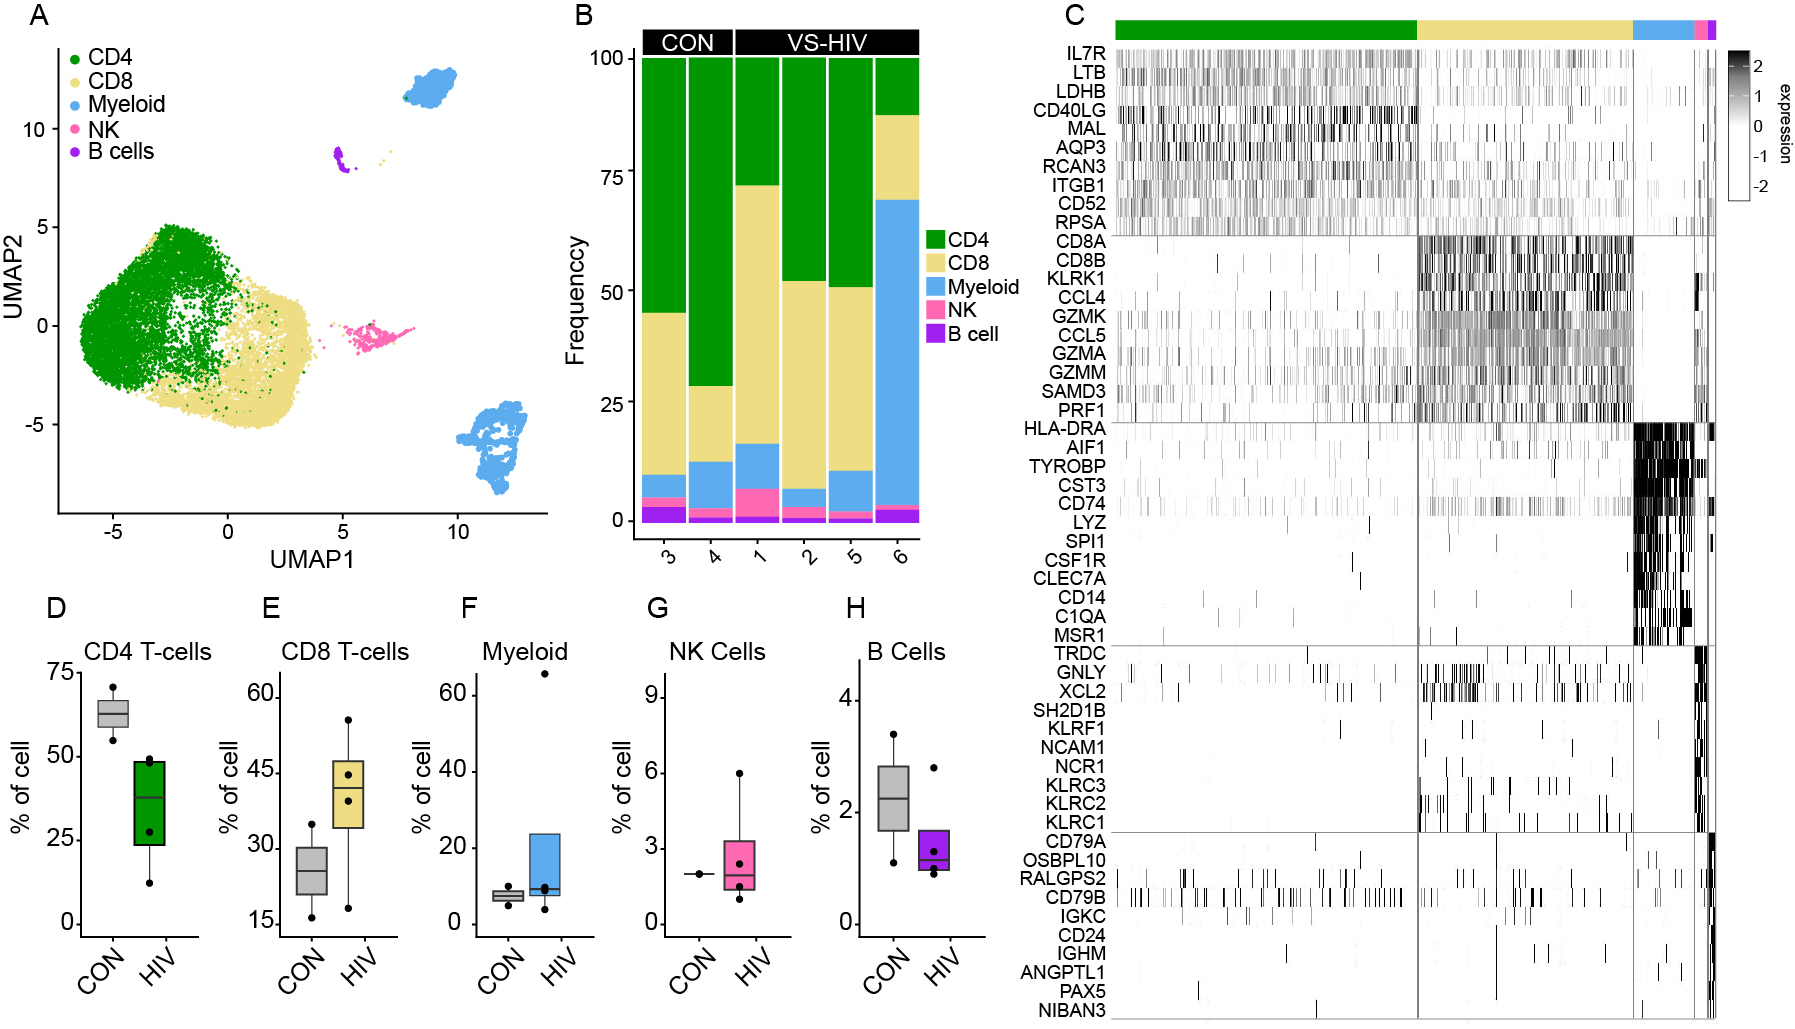 A
CD4
CD8
Myeloid
NK
B cells
UMAP2
10
5
0
-5
-5
0
5
10
UMAP1
B
CON
VS-HIV
Frequenccy
100
75
50
25
0
3
4
1
2
5
6
CD4
CD8
Myeloid
NK
B cell
C
IL7R
LTB
LDHB
CD40LG
MAL
AQP3
RCAN3
ITGB1
CD52
RPSA
CD8A
CD8B
KLRK1
CCL4
GZMK
CCL5
GZMA
GZMM
SAMD3
PRF1
HLA-DRA
AIF1
TYROBP
CST3
CD74
LYZ
SPI1
CSF1R
CLEC7A
CD14
C1QA
MSR1
TRDC
GNLY
XCL2
SH2D1B
KLRF1
NCAM1
NCR1
KLRC3
KLRC2
KLRC1
CD79A
OSBPL10
RALGPS2
CD79B
IGKC
CD24
IGHM
ANGPTL1
PAX5
NIBAN3
2
1
0
-1
-2
expression
D
CD4 T-cells
% of cell
75
50
25
0
CON
HIV
E
CD8 T-cells
% of cell
60
45
30
15
CON
HIV
F
Myeloid
% of cell
60
40
20
0
CON
HIV
G
NK Cells
% of cell
9
6
3
0
CON
HIV
H
B Cells
% of cell
4
2
0
CON
HIV